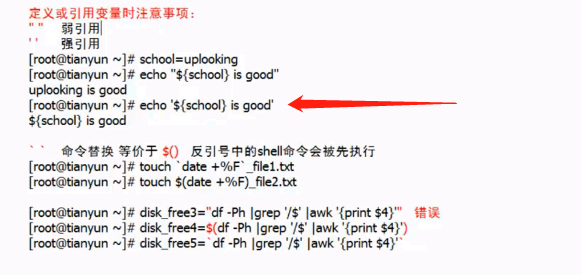 定义或引用变量时注意事项:
" "   弱引用
' '   强引用
[root@tianyun ~]# school=uplooking
[root@tianyun ~]# echo "${school} is good"
uplooking is good
[root@tianyun ~]# echo '${school} is good'
${school} is good
` `   命令替换 等价于 $()   反引号中的shell命令会被先执行
[root@tianyun ~]# touch `date +%F`_file1.txt
[root@tianyun ~]# touch $(date +%F)_file2.txt
[root@tianyun ~]# disk_free3="df -Ph |grep '/$' |awk '{print $4}'"   错误
[root@tianyun ~]# disk_free4=$(df -Ph |grep '/$' |awk '{print $4}')
[root@tianyun ~]# disk_free5=`df -Ph |grep '/$' |awk '{print $4}'`